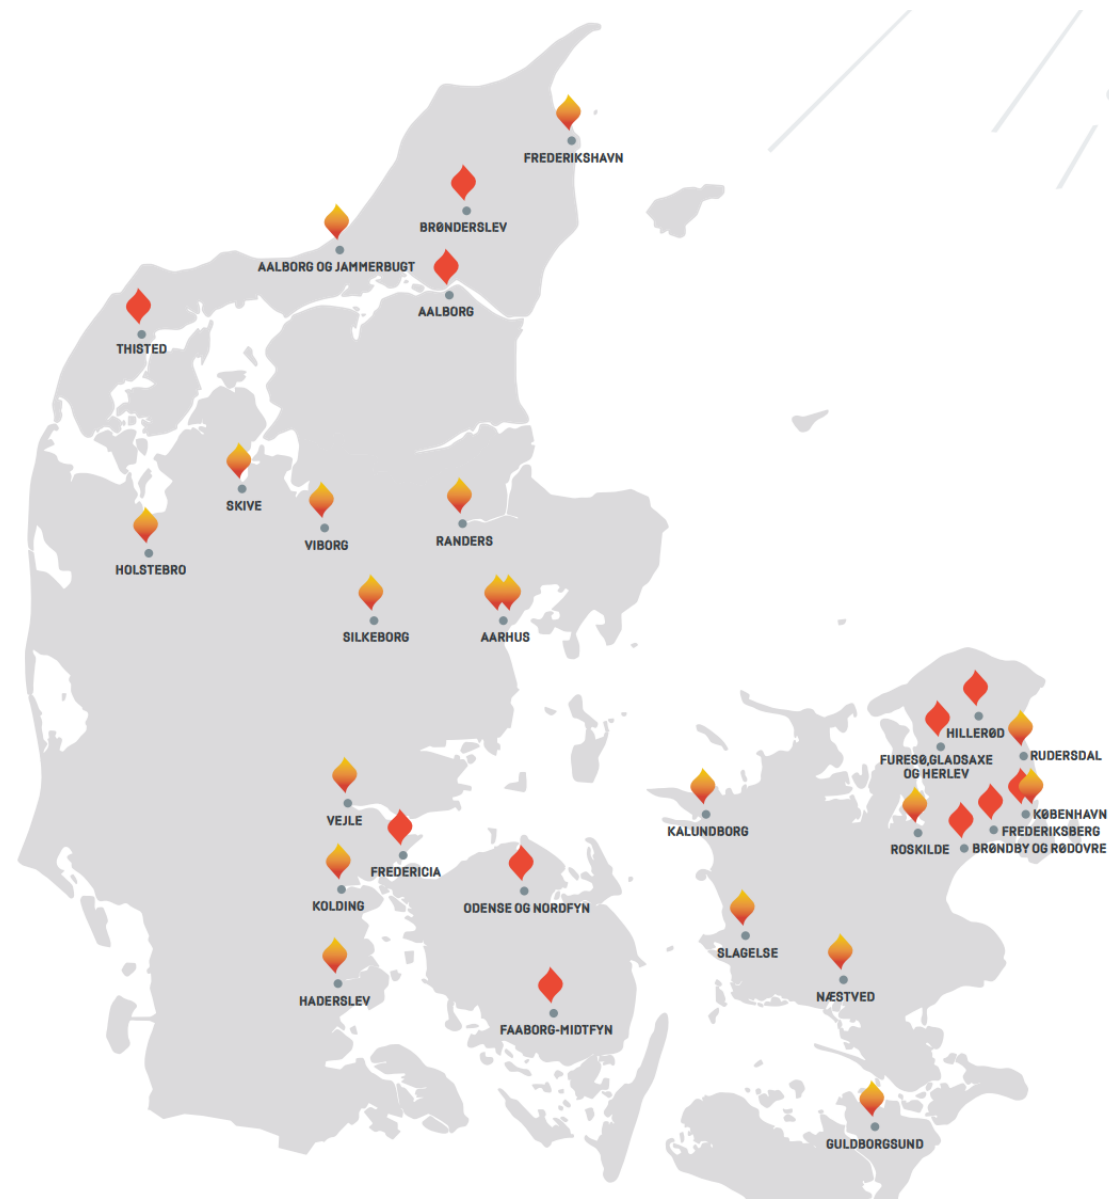 FREDERIKSHAVN
BRØNDERSLEV
AALBORG OG JAMMERBUGT
AALBORG
THISTED
SKIVE
VIBORG
RANDERS
HOLSTEBRO
SILKEBORG
AARHUS
HILLERØD
FURESØ,GLADSAXE
OG HERLEV
RUDERSDAL
KØBENHAVN
VEJLE
KALUNDBORG
FREDERIKSBERG
ROSKILDE
BRØNDBY OG RØDOVRE
FREDERICIA
KOLDING
ODENSE OG NORDFYN
SLAGELSE
NÆSTVED
HADERSLEV
FAABORG-MIDTFYN
GULDBORGSUND